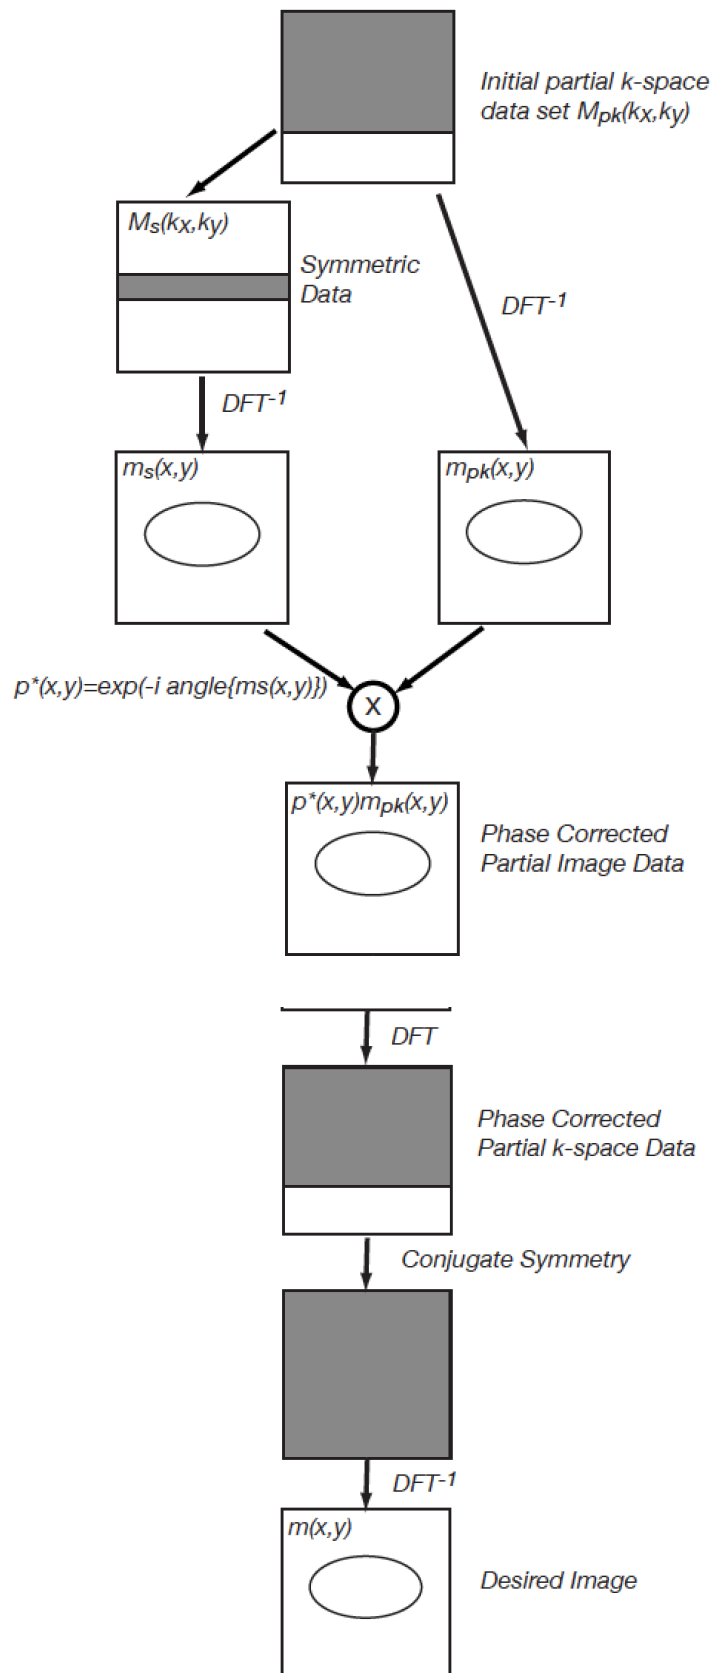 Initial partial k-space
data set Mpk(kx,ky)
Ms(kx,ky)
Symmetric
Data
DFT-1
DFT-1
ms(x,y)
mpk(x,y)
p*(x,y)=exp(-i angle{ms(x,y)})
X
p*(x,y)mpk(x,y)
Phase Corrected
Partial Image Data
DFT
Phase Corrected
Partial k-space Data
Conjugate Symmetry
DFT-1
m(x,y)
Desired Image